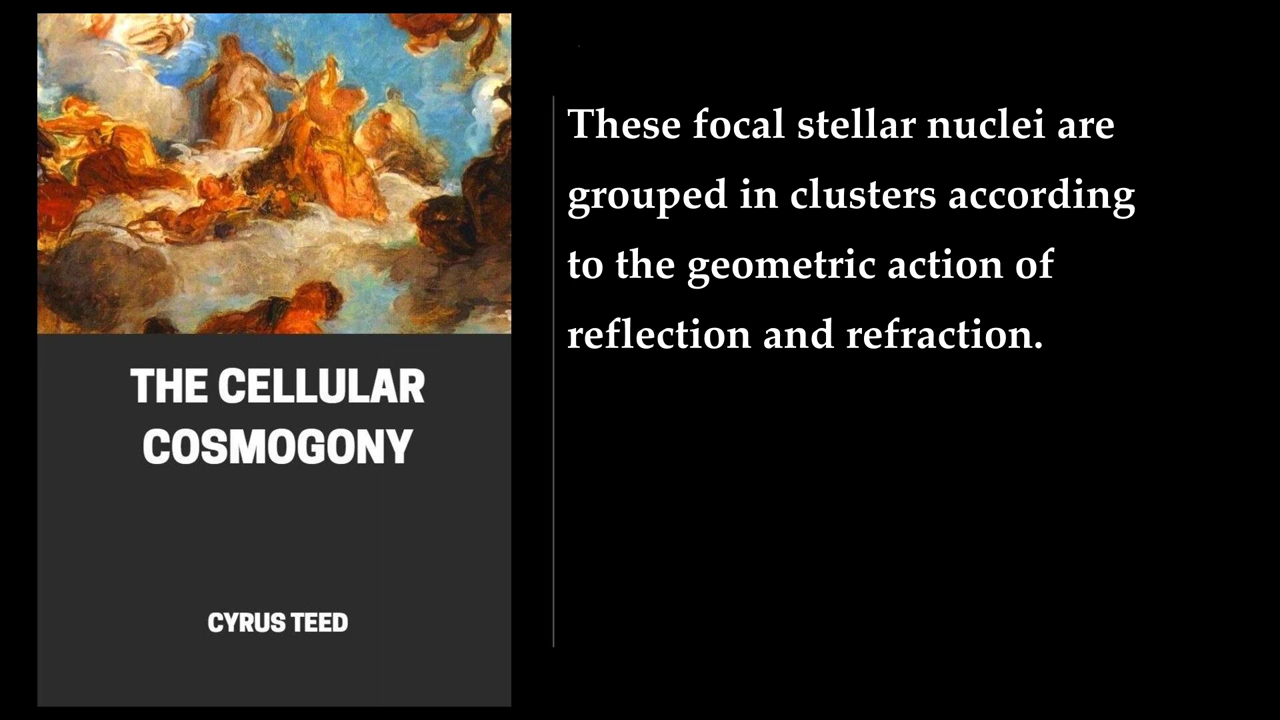 THE CELLULAR
COSMOGONY
CYRUS TEED
These focal stellar nuclei are
grouped in clusters according
to the geometric action of
reflection and refraction.